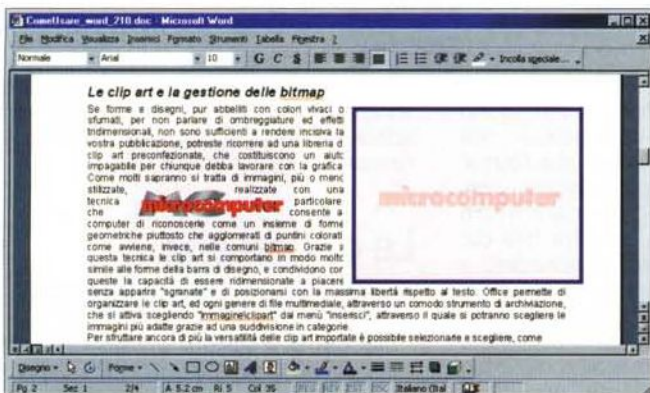 ComeUsare_word_210.doc - Microsoft Word
File Modifica Visualizza Inserisci Formato Strumenti Tabella Finestra ?
Normale Arial 10 G C S Incolla speciale...
Le clip art e la gestione delle bitmap
Se forme e disegni, pur abbelliti con colori vivaci o
sfumati, per non parlare di ombreggiature ed effetti
tridimensionali, non sono sufficienti a rendere incisiva la
vostra pubblicazione, potreste ricorrere ad una libreria d
clip art preconfezionate, che costituiscono un aiuto
impagabile per chiunque debba lavorare con la grafica
Come molti sapranno si tratta di immagini, più o meno
stilizzate, realizzate con una
tecnica particolare
che consente a
microcomputer
computer di riconoscerle come un insieme di forme
geometriche piuttosto che agglomerati di puntini colorati
come avviene, invece, nelle comuni bitmap. Grazie a
questa tecnica le clip art si comportano in modo molto
simile alle forme della barra di disegno, e condividono con
queste la capacità di essere ridimensionate a piacere
senza apparire "sgranate" e di posizionarsi con la massima libertà rispetto al testo. Office permette di
organizzare le clip art, ed ogni genere di file multimediale, attraverso un comodo strumento di archiviazione,
che si attiva scegliendo "Immagine\clipart" dal menù "inserisci", attraverso il quale si potranno scegliere le
immagini più adatte grazie ad una suddivisione in categorie.
Per sfruttare ancora di più la versatilità delle clip art importate è possibile selezionarle e scegliere, come
microcomputer
Disegno Forme
Pg 2 Sez 1 2/4 A 5.2 cm Ri 5 Col 35 REG REV EST SSC Italiano (Ital